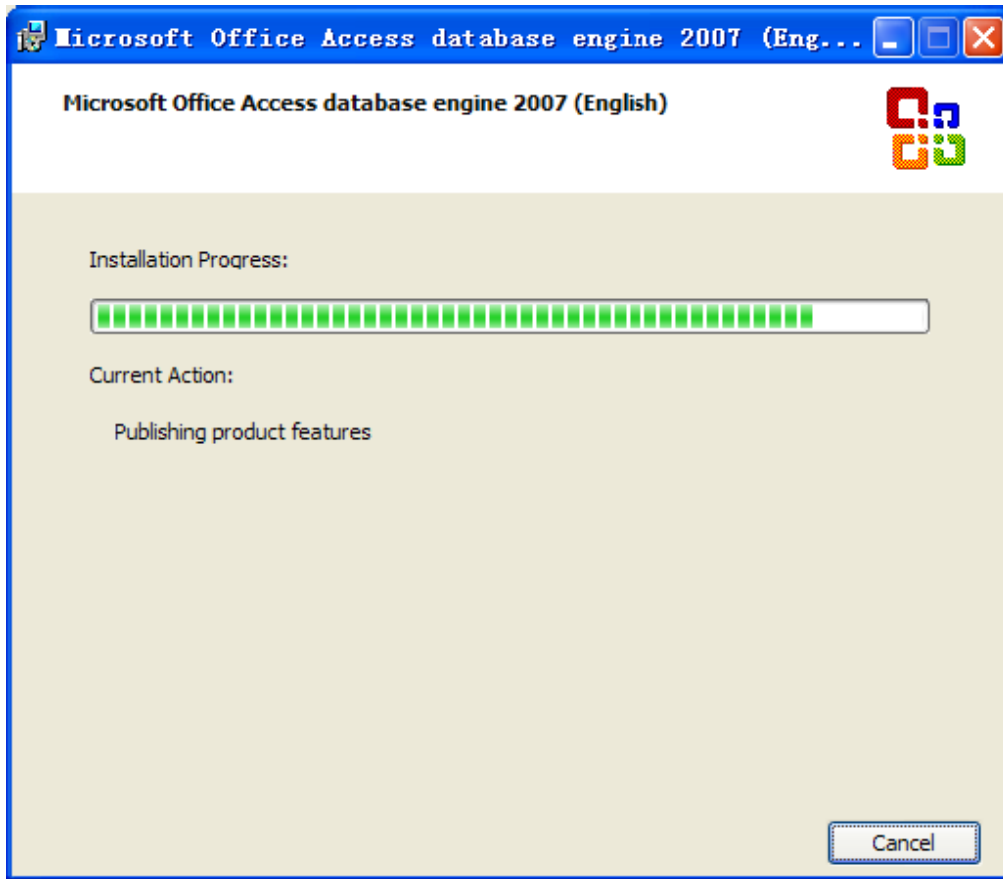 Microsoft Office Access database engine 2007 (Eng...
Microsoft Office Access database engine 2007 (English)
Installation Progress:
Current Action:
Publishing product features
Cancel